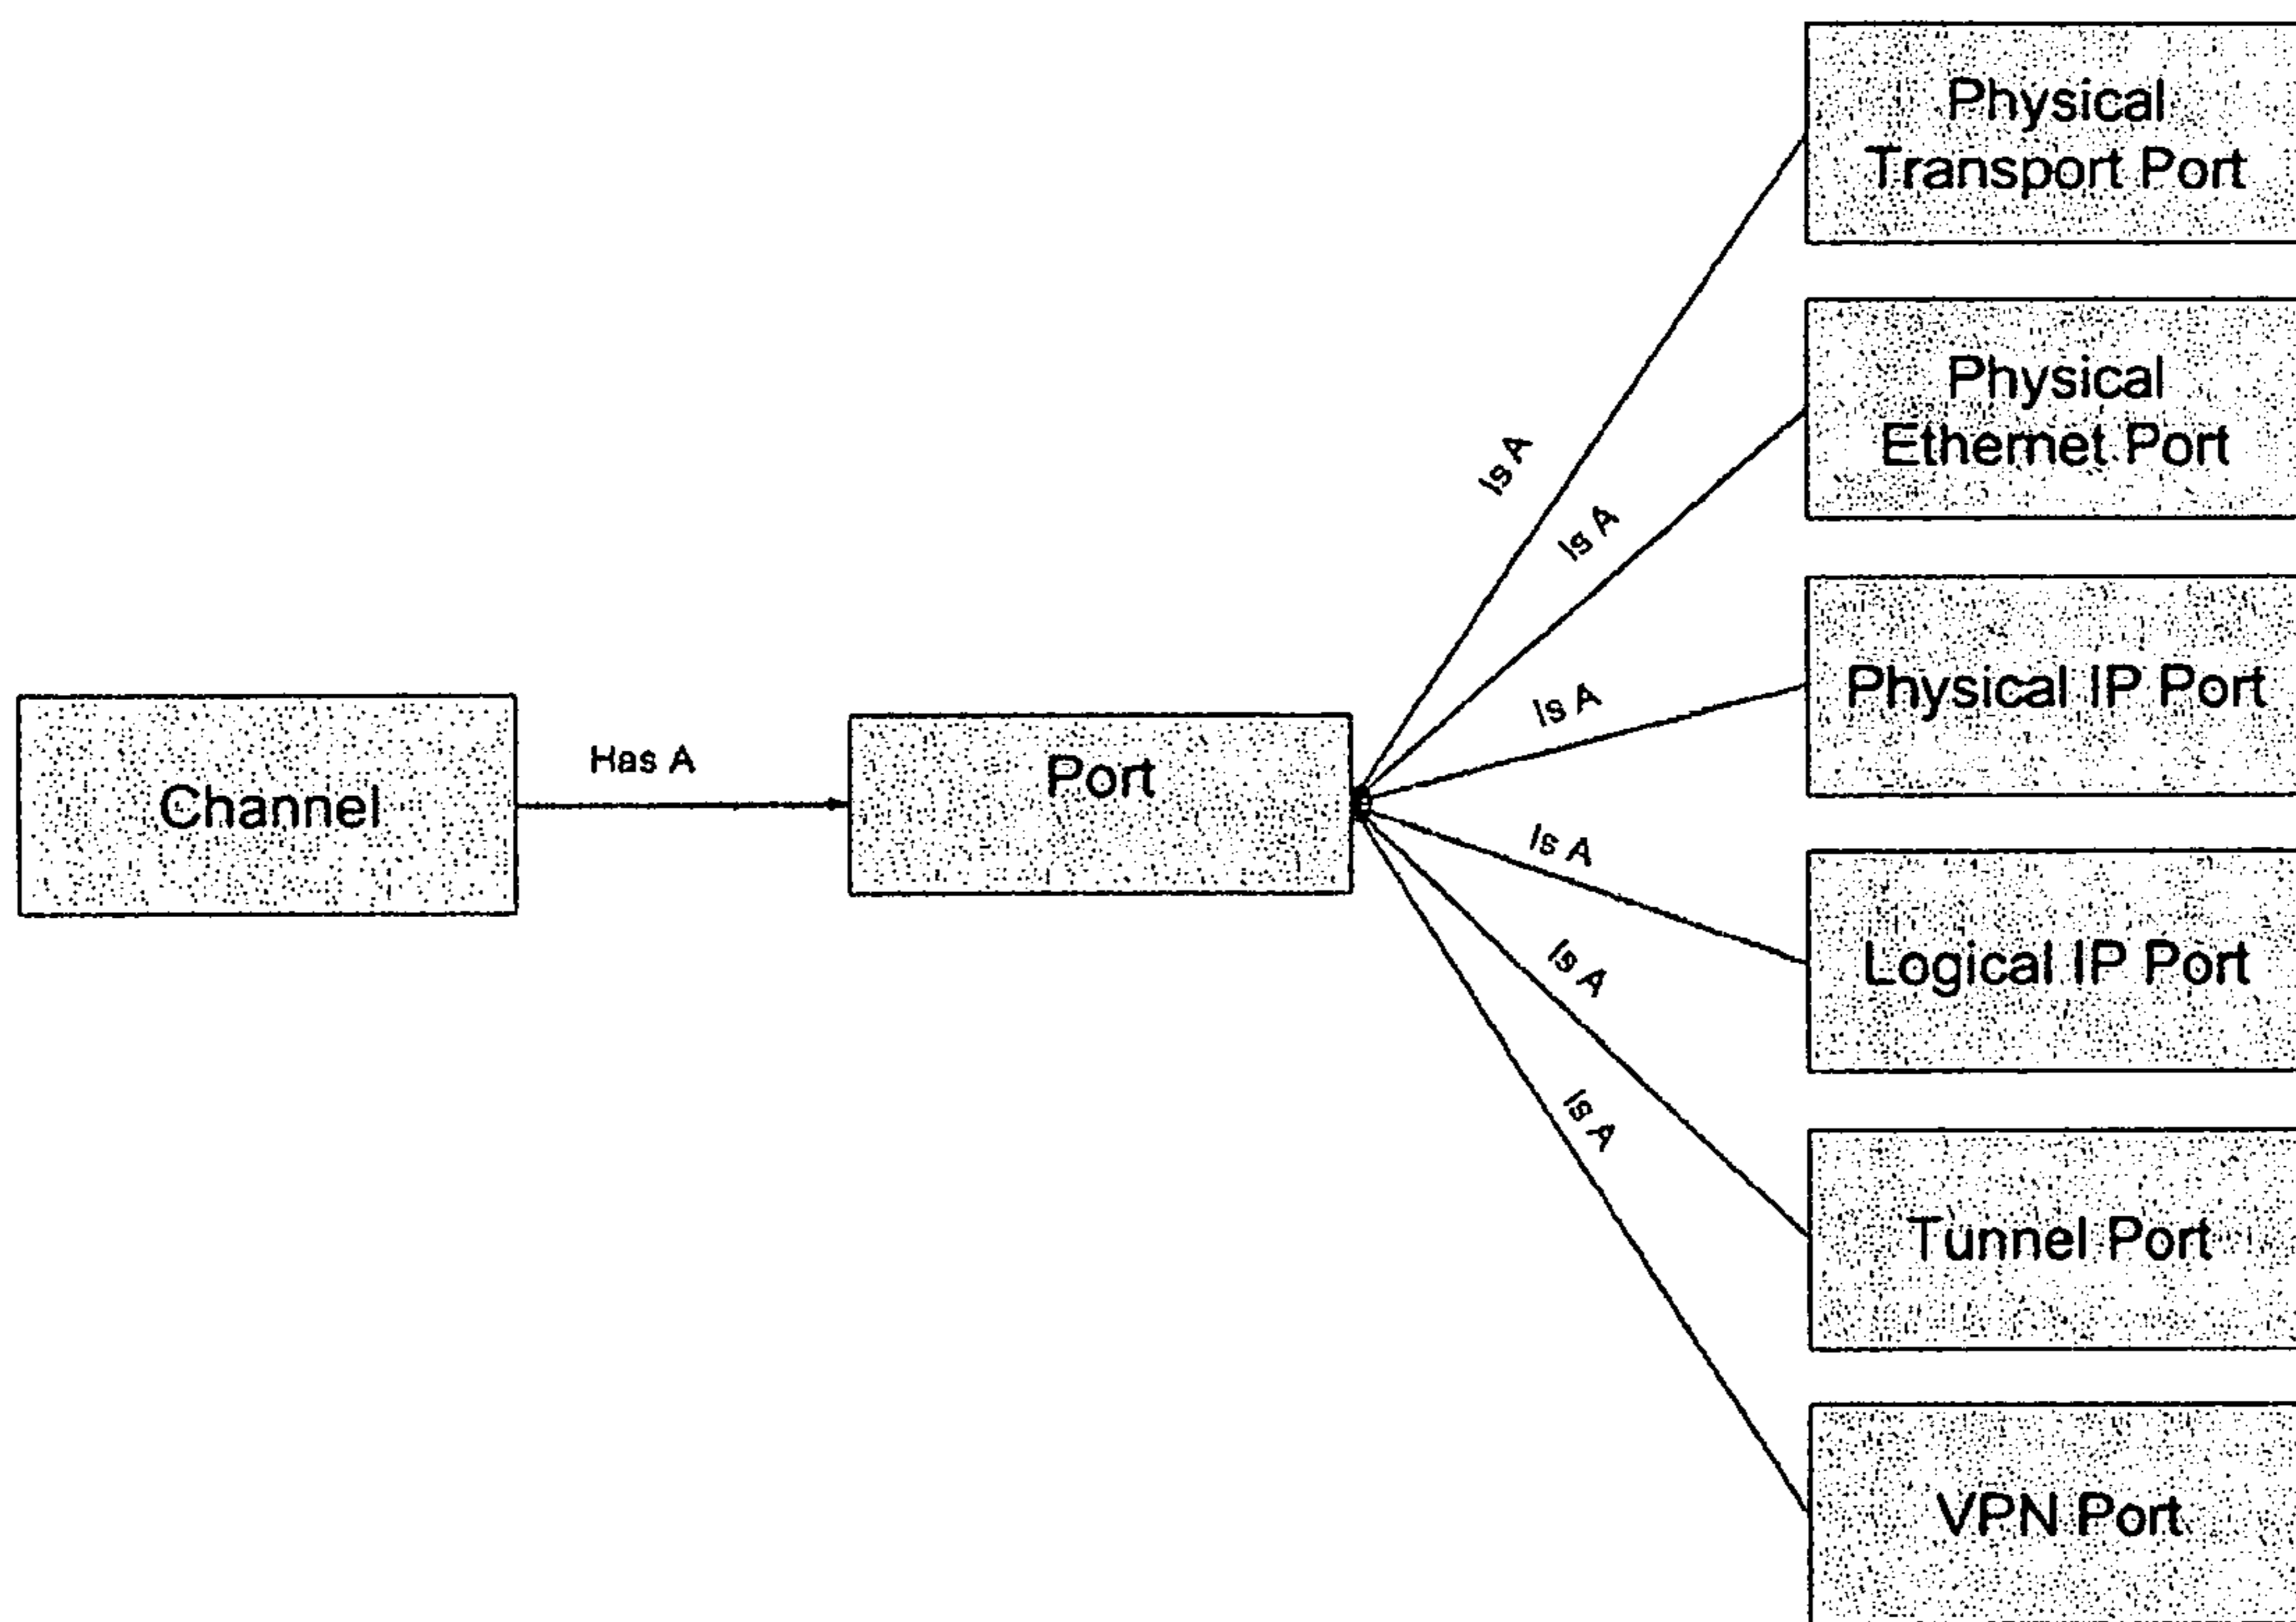 Physical
Transport Port
Physical
Ethernet Port
Is A
Is A
Physical IP Port
Is A
Channel
Has A
Port
Is A
Logical IP Port
Is A
Is A
Tunnel Port
VPN Port